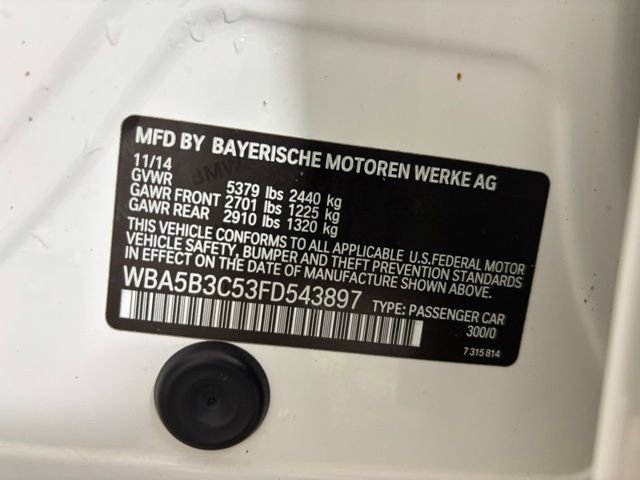 MFD BY BAYERISCHE MOTOREN WERKE AG
11/14
GVWR 5379 lbs 2440 kg
GAWR FRONT 2701 lbs 1225 kg
GAWR REAR 2910 lbs 1320 kg
THIS VEHICLE CONFORMS TO ALL APPLICABLE U.S.FEDERAL MOTOR
VEHICLE SAFETY, BUMPER, AND THEFT PREVENTION STANDARDS
IN EFFECT ON THE DATE OF MANUFACTURE SHOWN ABOVE.
WBA5B3C53FD543897 TYPE: PASSENGER CAR
300/0
7 315 814